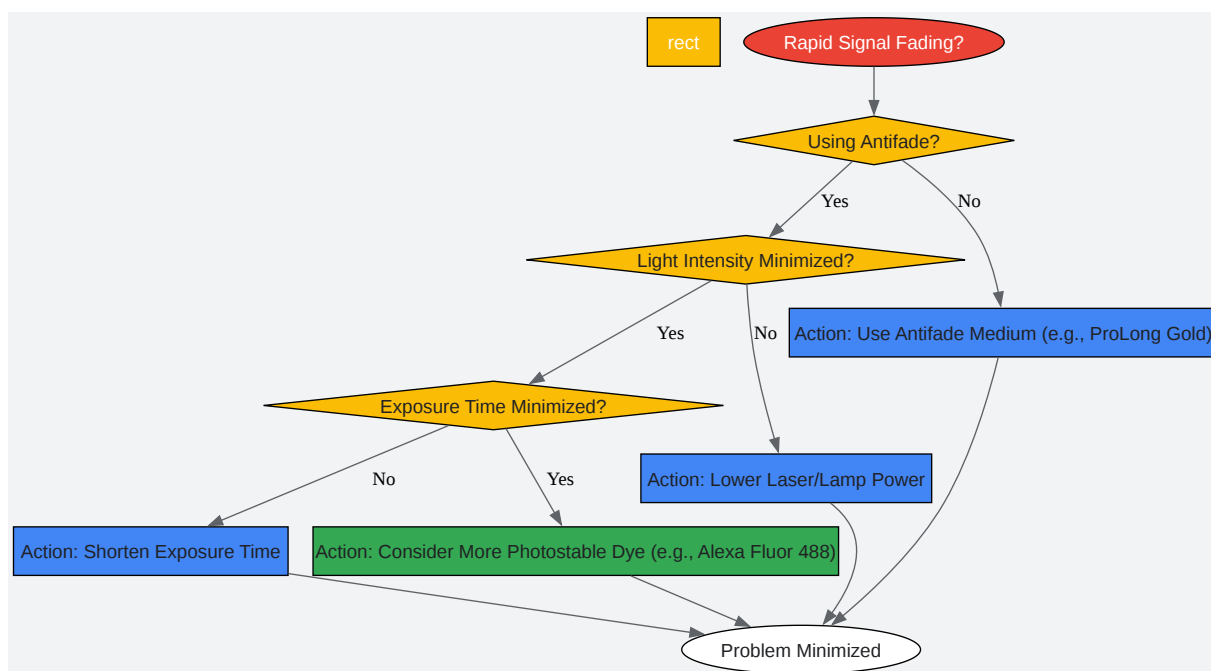 rect
Rapid Signal Fading?
Using Antifade?
Yes
No
Light Intensity Minimized?
Action: Use Antifade Medium (e.g., ProLong Gold)
Yes
No
Exposure Time Minimized?
Action: Lower Laser/Lamp Power
No
Yes
Action: Shorten Exposure Time
Action: Consider More Photostable Dye (e.g., Alexa Fluor 488)
Problem Minimized